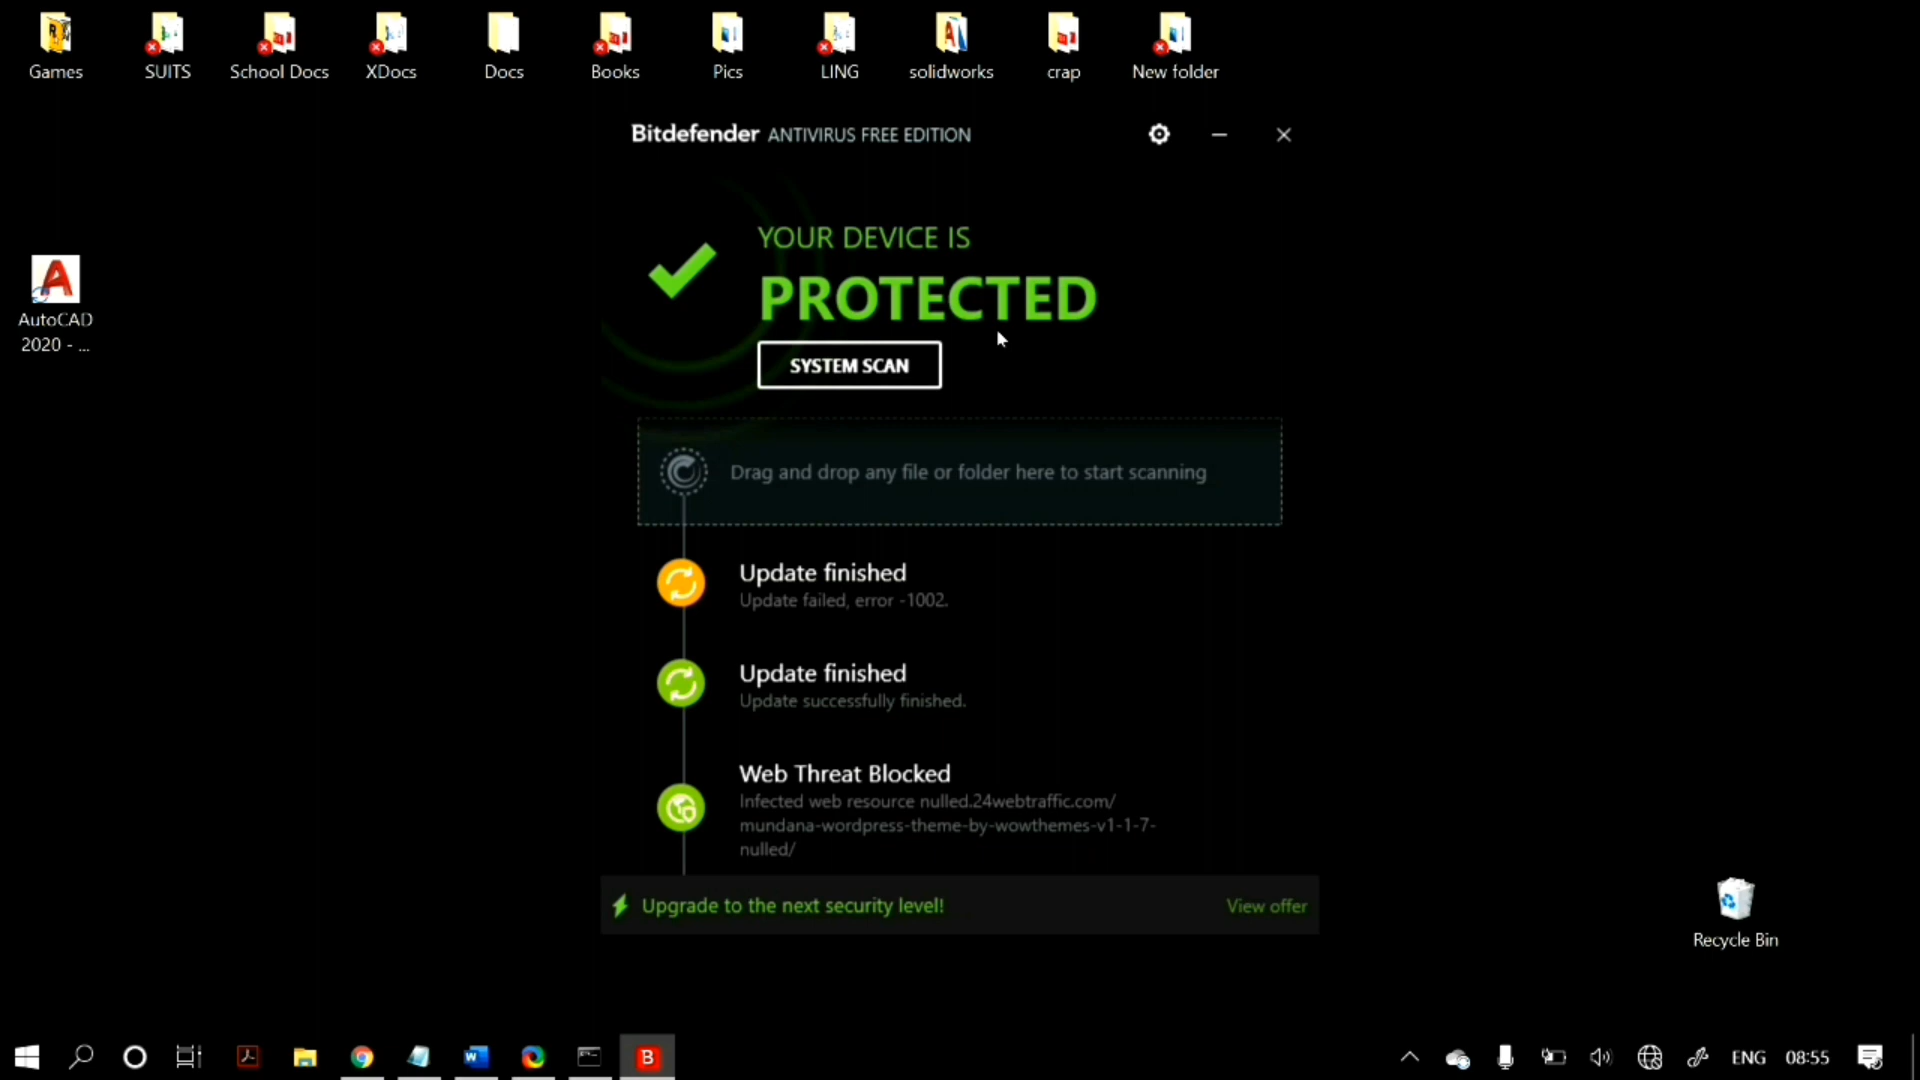 Games
SUITS
School Docs
XDocs
Docs
Books
Pics
LING
solidworks
crap
New folder
Bitdefender ANTIVIRUS FREE EDITION
YOUR DEVICE IS
PROTECTED
SYSTEM SCAN
AutoCAD
2020 - ...
Drag and drop any file or folder here to start scanning
Update finished
Update failed, error -1002.
Update finished
Update successfully finished.
Web Threat Blocked
Infected web resource nulled.24webtraffic.com/
mundana-wordpress-theme-by-wowthemes-v1-1-7-
nulled/
Upgrade to the next security level!
View offer
Recycle Bin
ENG
08:55